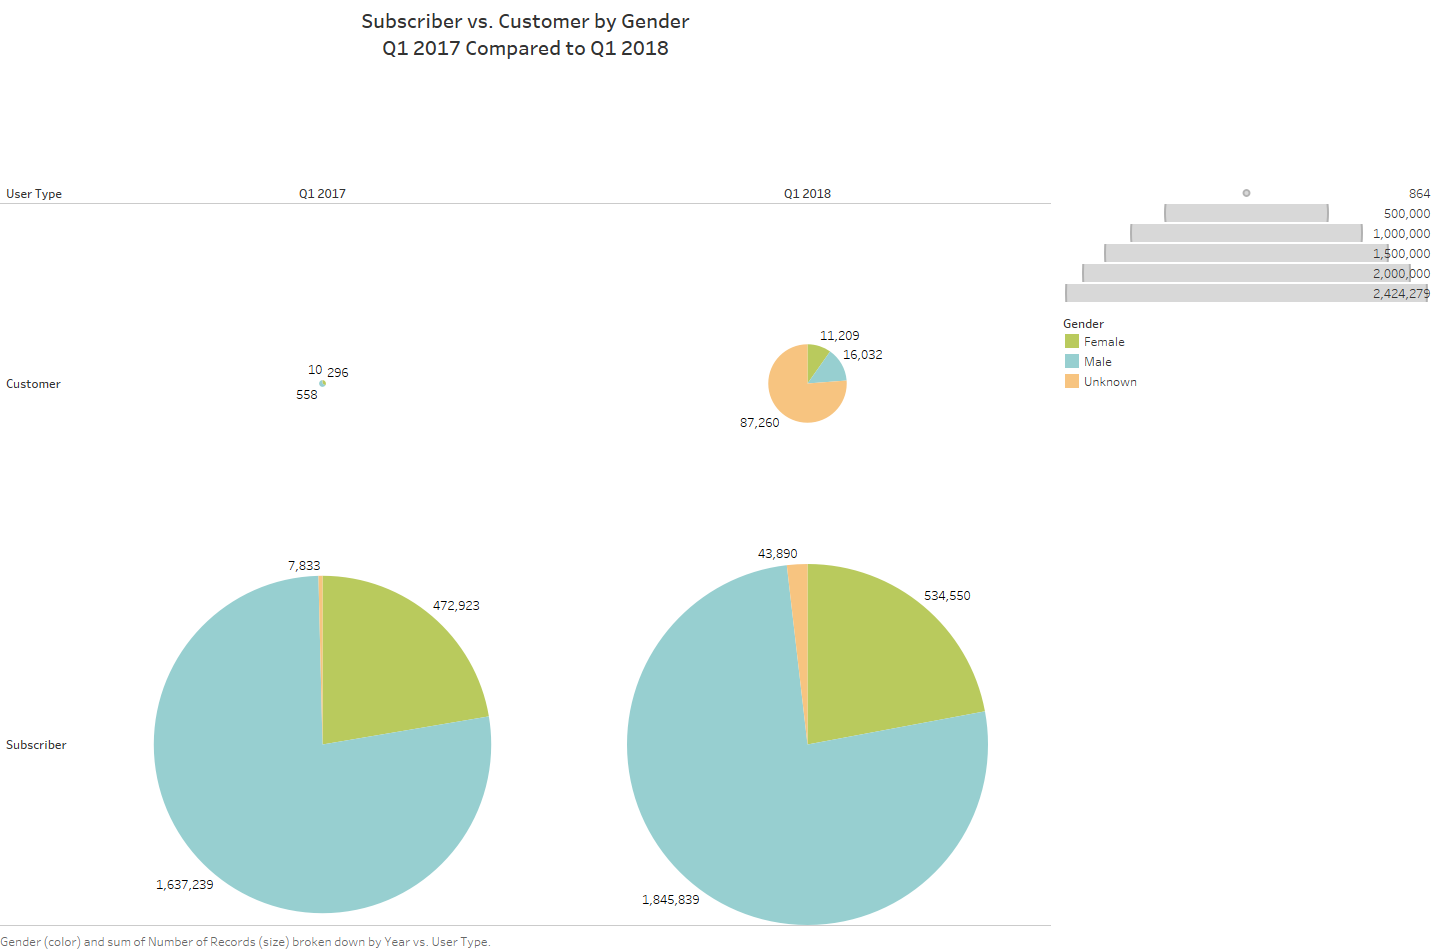 Subscriber vs. Customer by Gender
Q1 2017 Compared to Q1 2018
User Type
Q1 2017
Q1 2018
864
500,000
1,000,000
1,500,000
2,000,000
2,424,279
Gender
Female
Male
Unknown
Customer
10
296
558
11,209
16,032
87,260
Subscriber
7,833
472,923
1,637,239
43,890
534,550
1,845,839
Gender (color) and sum of Number of Records (size) broken down by Year vs. User Type.